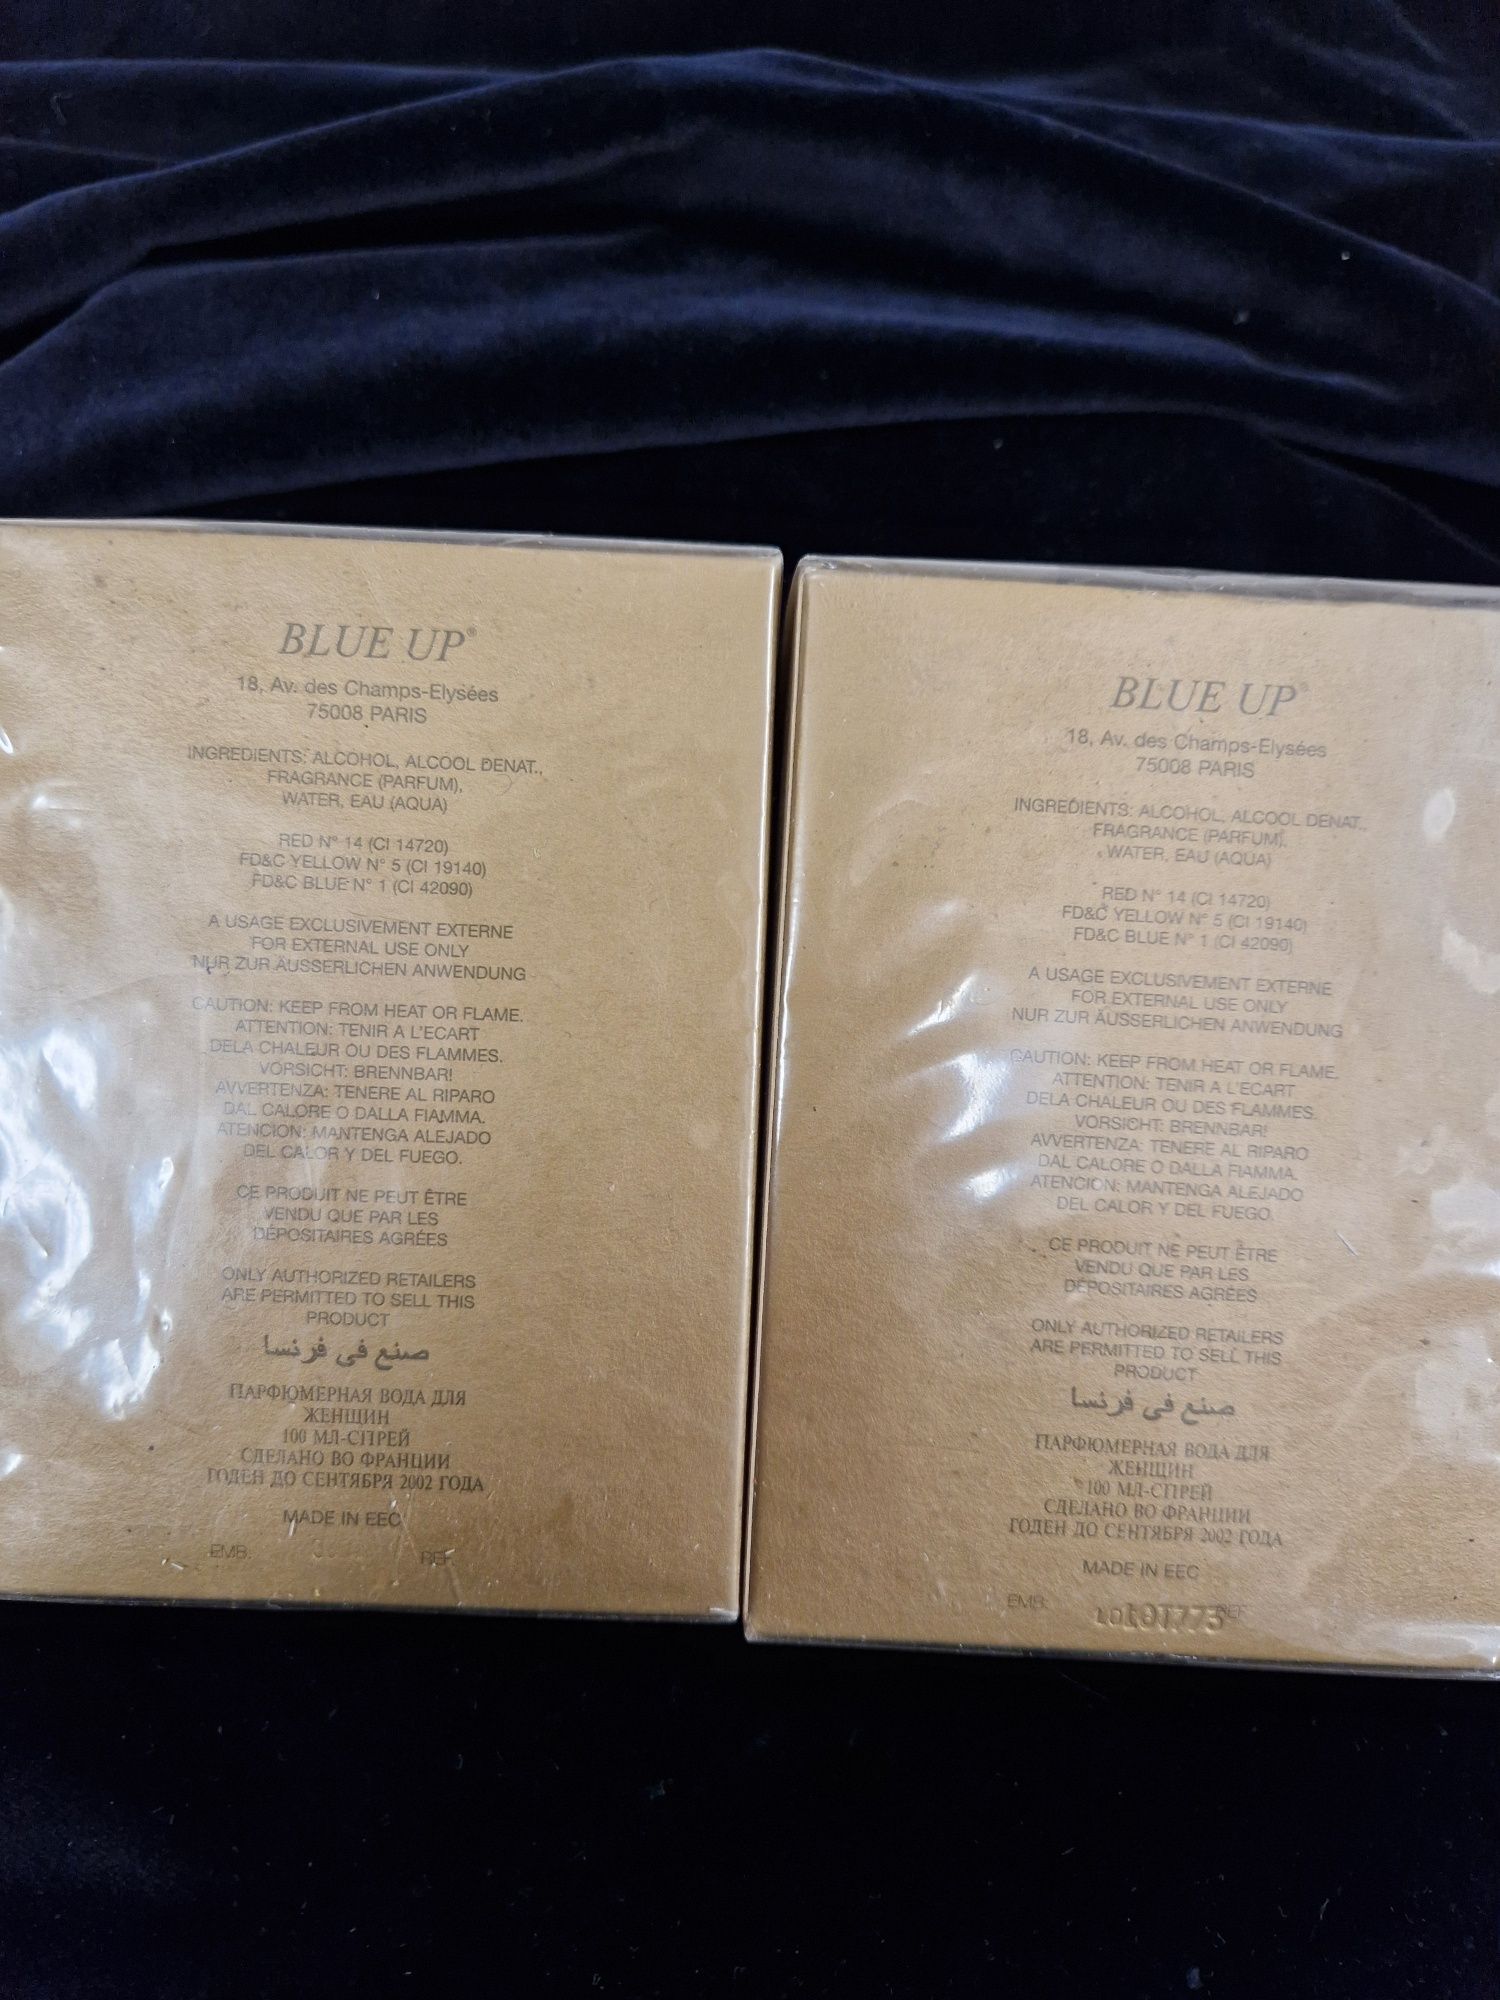 BLUE UP®
18, Av. des Champs-Elysées
75008 PARIS
INGREDIENTS: ALCOHOL, ALCOOL DENAT.,
FRAGRANCE (PARFUM),
WATER, EAU (AQUA)
RED N° 14 (CI 14720)
FD&C YELLOW N° 5 (CI 19140)
FD&C BLUE N° 1 (CI 42090)
A USAGE EXCLUSIVEMENT EXTERNE
FOR EXTERNAL USE ONLY
NUR ZUR ÄUSSERLICHEN ANWENDUNG
CAUTION: KEEP FROM HEAT OR FLAME.
ATTENTION: TENIR A L'ECART
DELA CHALEUR OU DES FLAMMES.
VORSICHT: BRENNBAR!
AVVERTENZA: TENERE AL RIPARO
DAL CALORE O DALLA FIAMMA.
ATENCION: MANTENGA ALEJADO
DEL CALOR Y DEL FUEGO.
CE PRODUIT NE PEUT ÊTRE
VENDU QUE PAR LES
DÉPOSITAIRES AGRÉES
ONLY AUTHORIZED RETAILERS
ARE PERMITTED TO SELL THIS
PRODUCT
صنع في فرنسا
ПАРФЮМЕРНАЯ ВОДА ДЛЯ
ЖЕНЩИН
100 МЛ-СПРЕЙ
СДЕЛАНО ВО ФРАНЦИИ
ГОДЕН ДО СЕНТЯБРЯ 2002 ГОДА
MADE IN EEC
EMB. REF.
BLUE UP®
18, Av. des Champs-Elysées
75008 PARIS
INGREDIENTS: ALCOHOL, ALCOOL DENAT.,
FRAGRANCE (PARFUM),
WATER, EAU (AQUA)
RED N° 14 (CI 14720)
FD&C YELLOW N° 5 (CI 19140)
FD&C BLUE N° 1 (CI 42090)
A USAGE EXCLUSIVEMENT EXTERNE
FOR EXTERNAL USE ONLY
NUR ZUR ÄUSSERLICHEN ANWENDUNG
CAUTION: KEEP FROM HEAT OR FLAME.
ATTENTION: TENIR A L'ECART
DELA CHALEUR OU DES FLAMMES.
VORSICHT: BRENNBAR!
AVVERTENZA: TENERE AL RIPARO
DAL CALORE O DALLA FIAMMA.
ATENCION: MANTENGA ALEJADO
DEL CALOR Y DEL FUEGO.
CE PRODUIT NE PEUT ÊTRE
VENDU QUE PAR LES
DÉPOSITAIRES AGRÉES
ONLY AUTHORIZED RETAILERS
ARE PERMITTED TO SELL THIS
PRODUCT
صنع في فرنسا
ПАРФЮМЕРНАЯ ВОДА ДЛЯ
ЖЕНЩИН
100 МЛ-СПРЕЙ
СДЕЛАНО ВО ФРАНЦИИ
ГОДЕН ДО СЕНТЯБРЯ 2002 ГОДА
MADE IN EEC
EMB. REF